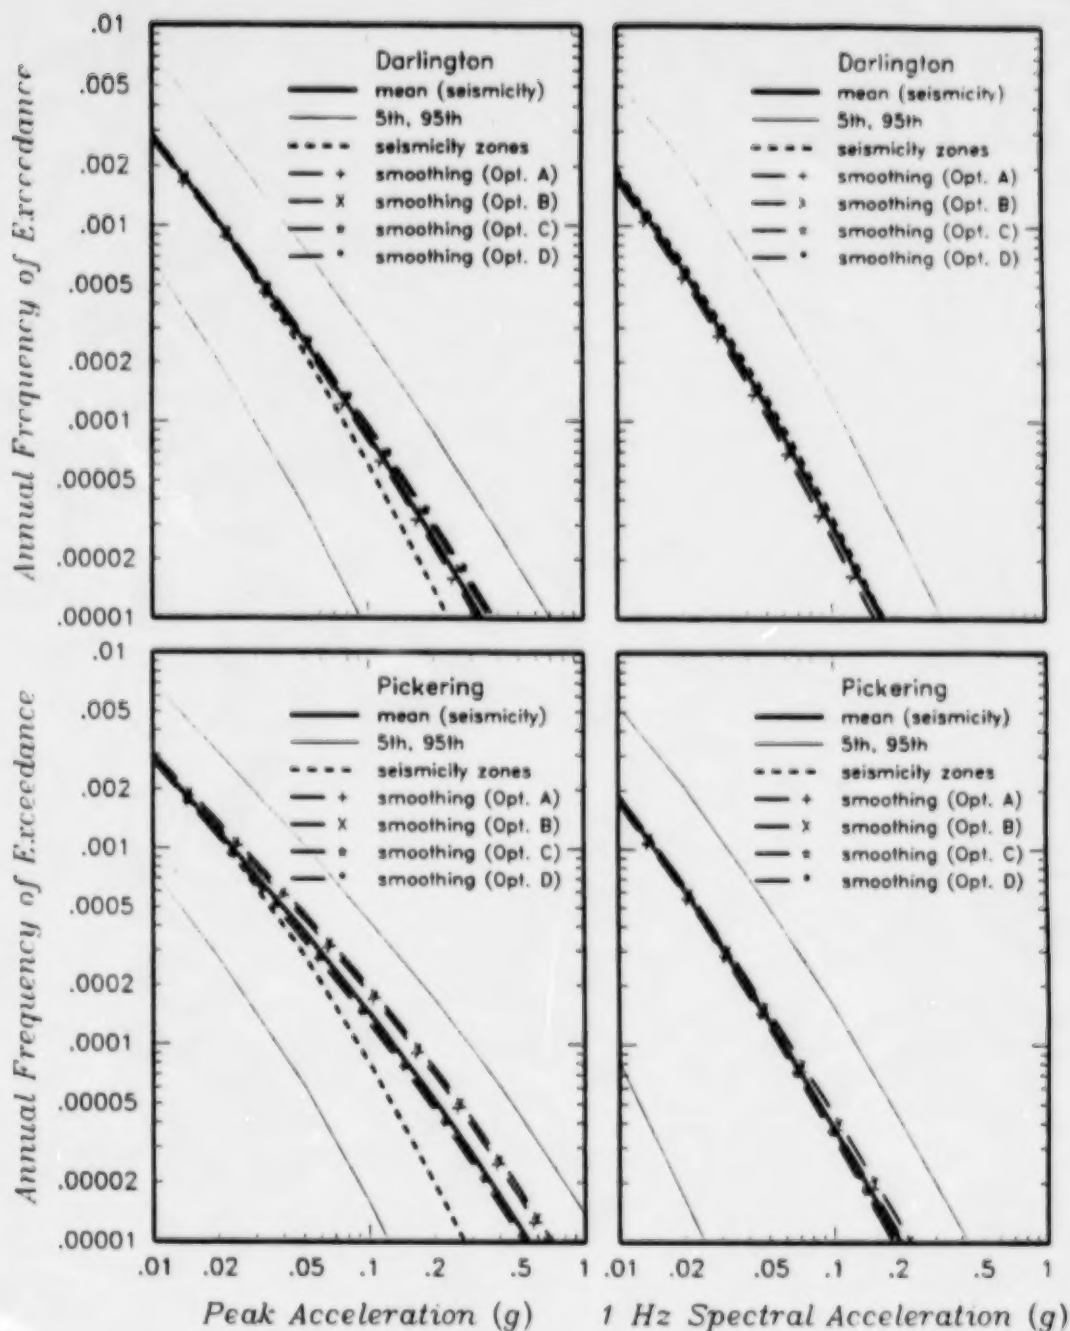 Annual Frequency of Exceedance
.01
.005
.002
.001
.0005
.0002
.0001
.00005
.00002
.00001
Darlington
mean (seismicity)
5th, 95th
seismicity zones
smoothing (Opt. A)
smoothing (Opt. B)
smoothing (Opt. C)
smoothing (Opt. D)
Darlington
mean (seismicity)
5th, 95th
seismicity zones
smoothing (Opt. A)
smoothing (Opt. B)
smoothing (Opt. C)
smoothing (Opt. D)
Annual Frequency of Exceedance
.01
.005
.002
.001
.0005
.0002
.0001
.00005
.00002
.00001
Pickering
mean (seismicity)
5th, 95th
seismicity zones
smoothing (Opt. A)
smoothing (Opt. B)
smoothing (Opt. C)
smoothing (Opt. D)
Pickering
mean (seismicity)
5th, 95th
seismicity zones
smoothing (Opt. A)
smoothing (Opt. B)
smoothing (Opt. C)
smoothing (Opt. D)
.01 .02 .05 .1 .2 .5 1
.01 .02 .05 .1 .2 .5 1
Peak Acceleration (g)
1 Hz Spectral Acceleration (g)